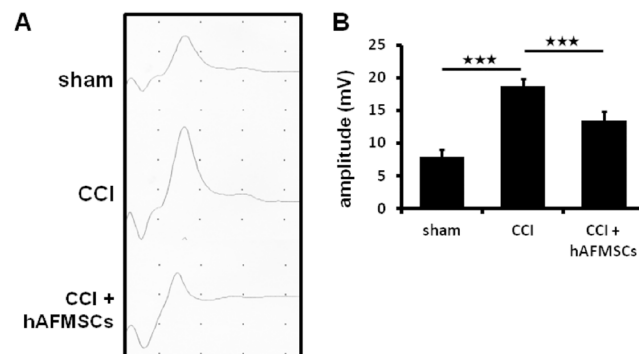 A
sham
CCI
CCI +
hAFMSCs
B
★★★
★★★
amplitude (mV)
25
20
15
10
5
0
sham
CCI
CCI +
hAFMSCs